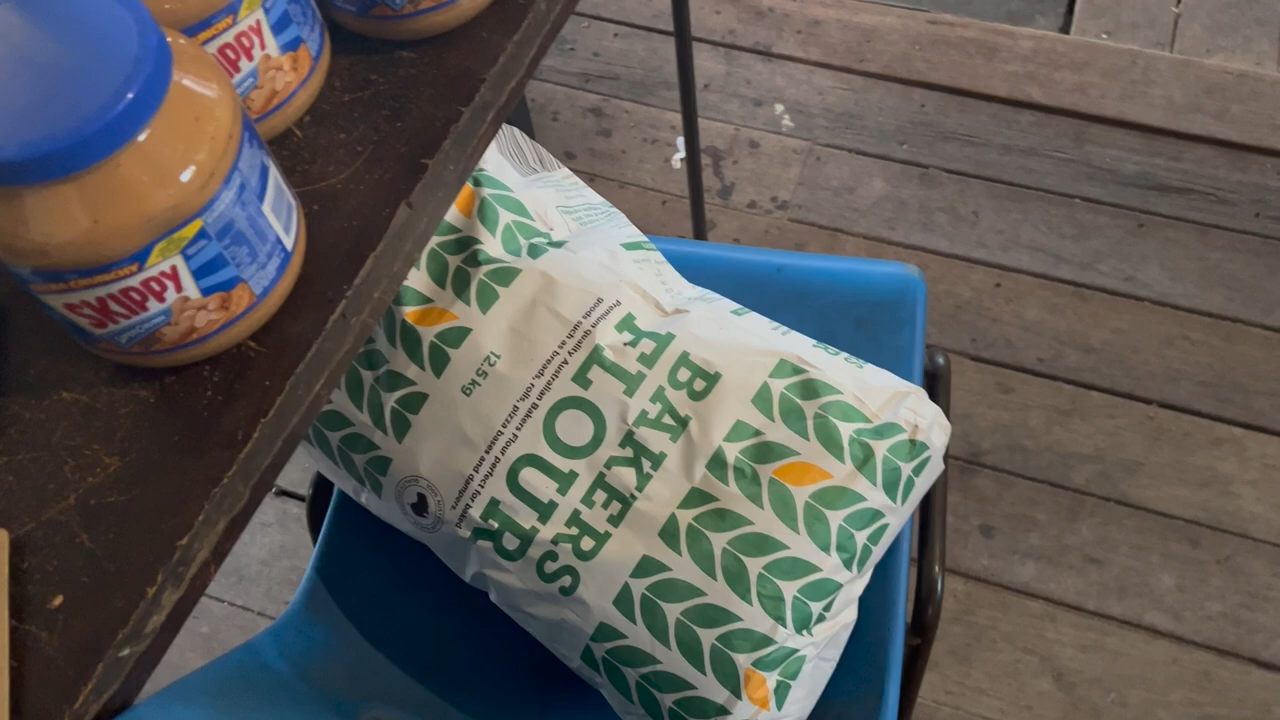 SKIPPY
IPPY
BAKERS
FLOUR
Premium quality Australian Bakers Flour perfect for baked
goods such as breads, rolls, pizza bases and dampers.
12.5 kg